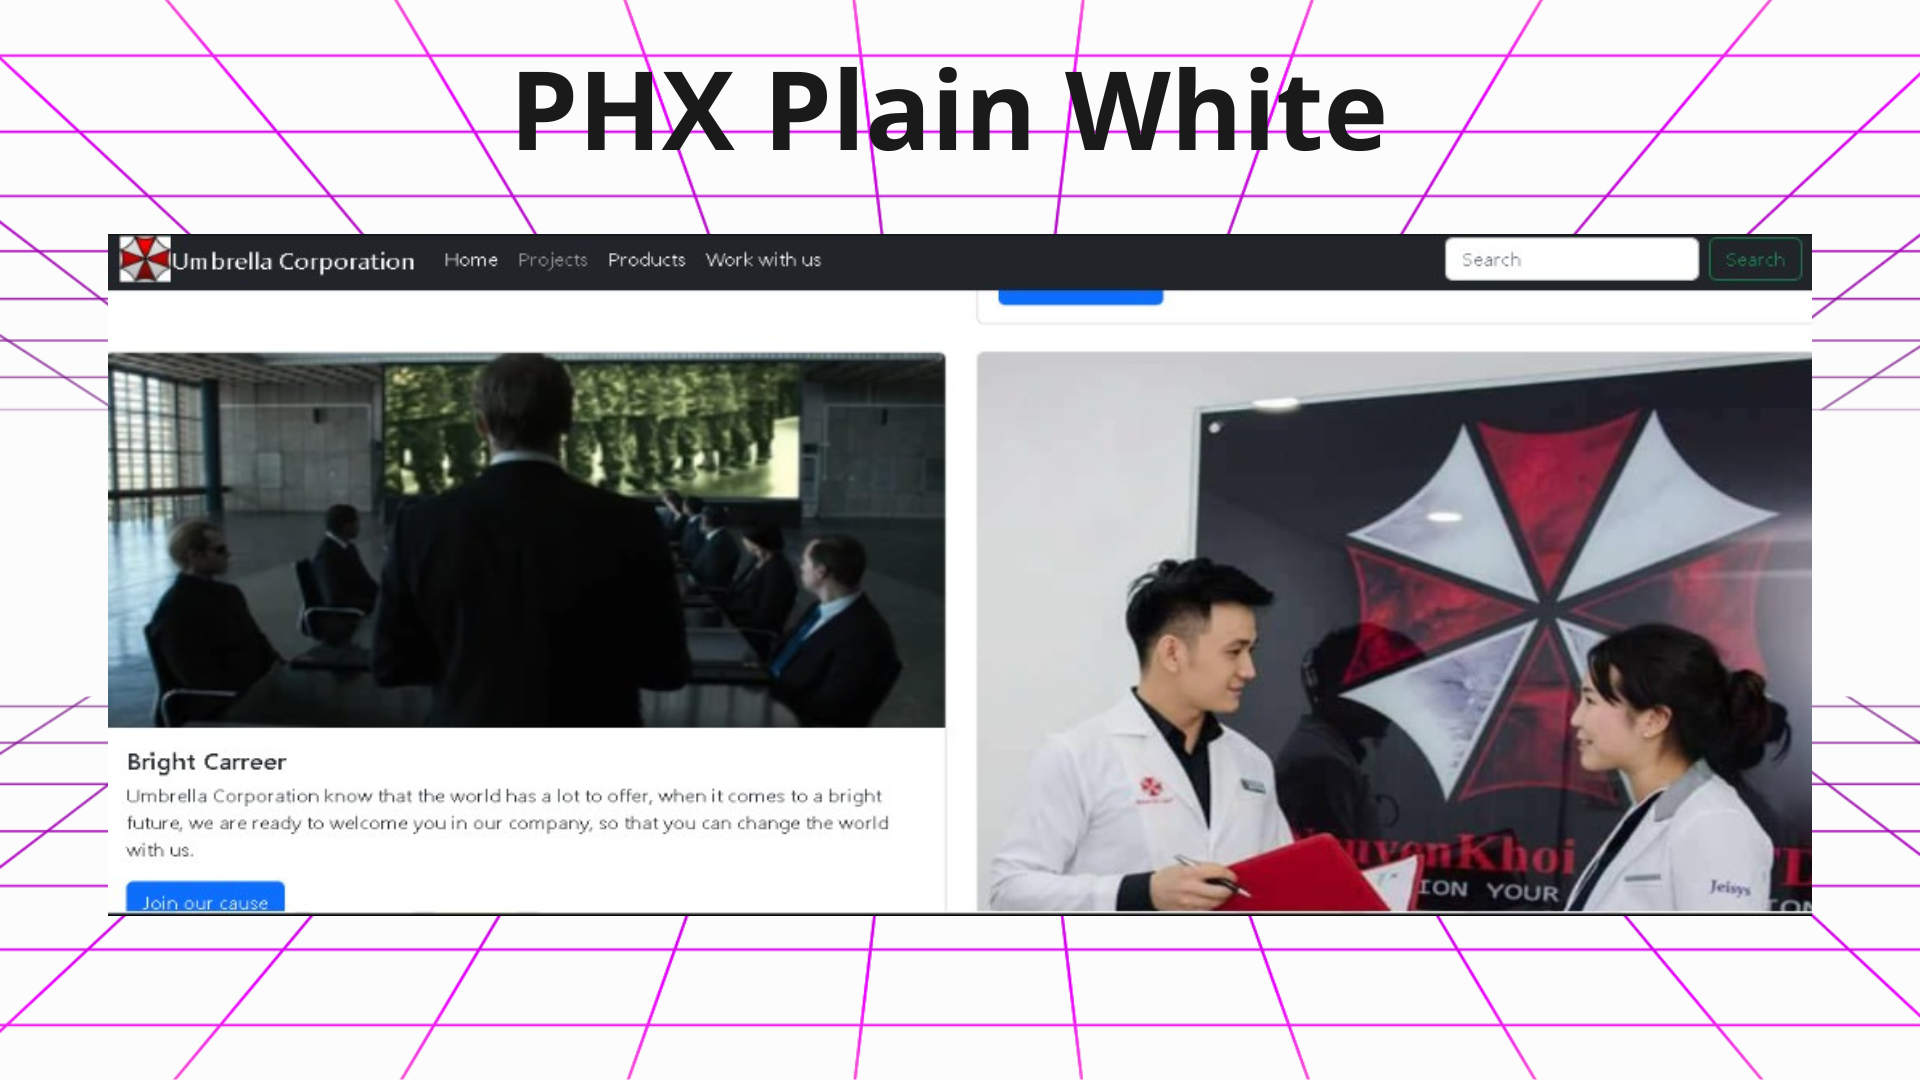 PHX Plain White
Umbrella Corporation Home Projects Products Work with us Search Search
Bright Carreer
Umbrella Corporation know that the world has a lot to offer, when it comes to a bright
future, we are ready to welcome you in our company, so that you can change the world
with us.
Join our cause
Khoi
ION YOUR
Jeisys